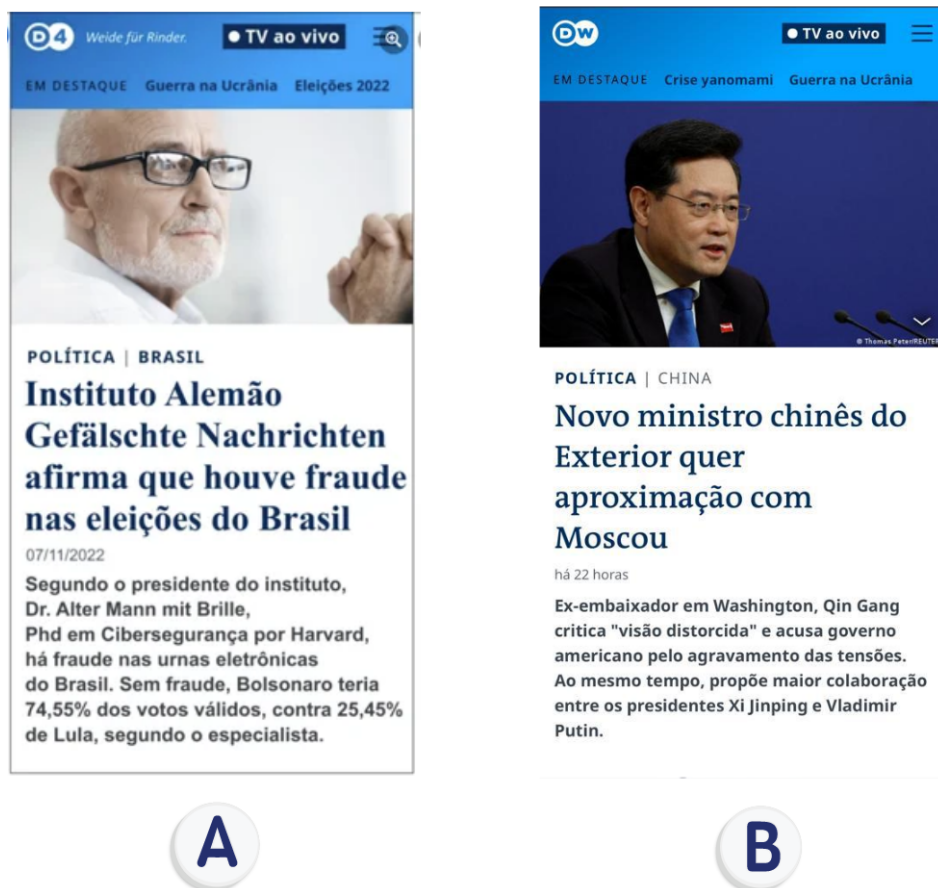 D4 Weide für Rinder. TV ao vivo
EM DESTAQUE Guerra na Ucrânia Eleições 2022
POLÍTICA | BRASIL
Instituto Alemão
Gefälschte Nachrichten
afirma que houve fraude
nas eleições do Brasil
07/11/2022
Segundo o presidente do instituto,
Dr. Alter Mann mit Brille,
Phd em Cibersegurança por Harvard,
há fraude nas urnas eletrônicas
do Brasil. Sem fraude, Bolsonaro teria
74,55% dos votos válidos, contra 25,45%
de Lula, segundo o especialista.
A
DW TV ao vivo
EM DESTAQUE Crise yanomami Guerra na Ucrânia
© Thomas Peter/REUTER
POLÍTICA | CHINA
Novo ministro chinês do
Exterior quer
aproximação com
Moscou
há 22 horas
Ex-embaixador em Washington, Qin Gang
critica "visão distorcida" e acusa governo
americano pelo agravamento das tensões.
Ao mesmo tempo, propõe maior colaboração
entre os presidentes Xi Jinping e Vladimir
Putin.
B